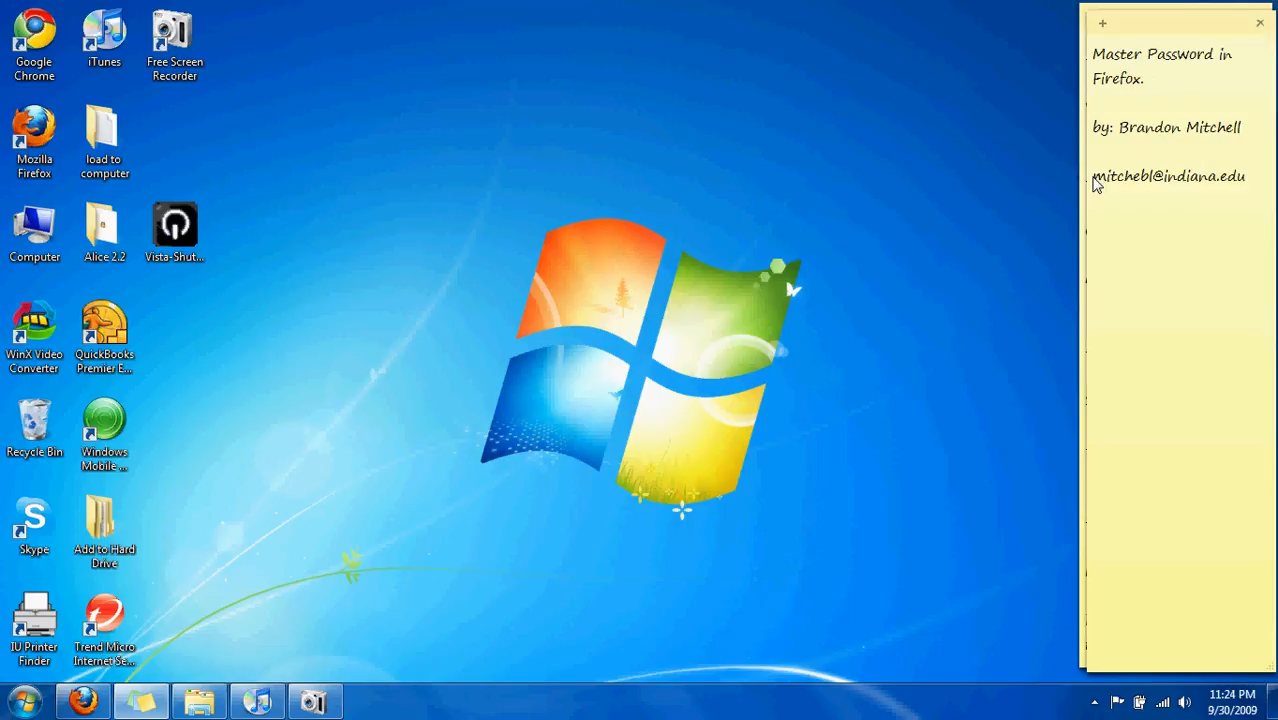 Google
Chrome
iTunes
Free Screen
Recorder
Mozilla
Firefox
load to
computer
Computer
Alice 2.2
Vista-Shut...
WinX Video
Converter
QuickBooks
Premier E...
Recycle Bin
Windows
Mobile ...
Skype
Add to Hard
Drive
IU Printer
Finder
Trend Micro
Internet Se...
+
×
Master Password in
Firefox.
by: Brandon Mitchell
mitchebl@indiana.edu
11:24 PM
9/30/2009